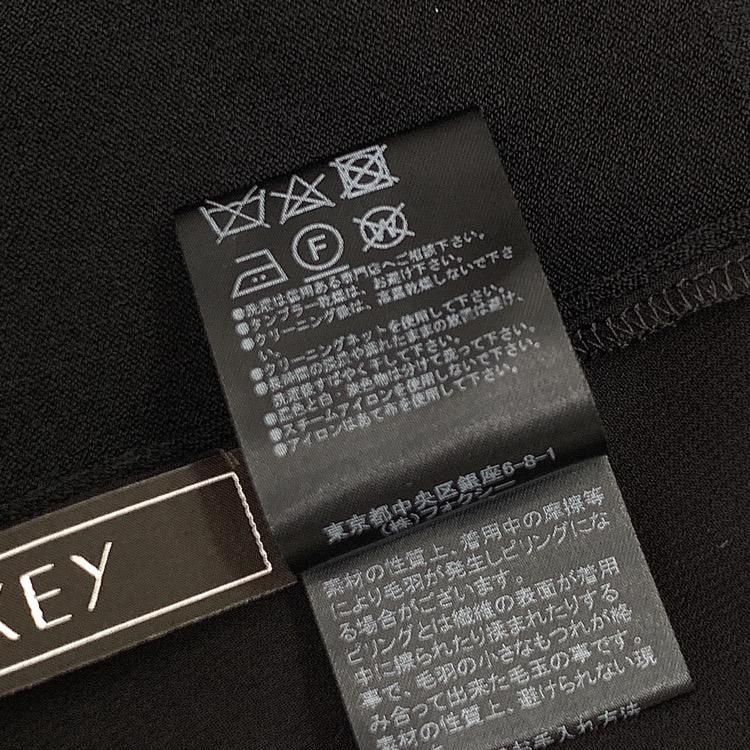 F
W
●洗濯は信用ある専門店へご相談下さい。
●タンブラー乾燥は、お避け下さい。
●クリーニング後は、高温乾燥しないで下さい。
●クリーニングネットを使用して下さい。
●長時間の浸漬や濡れたままの放置は避け、
洗濯後すばやく干して下さい。
●濃色と白・淡色物は分けて洗って下さい。
●スチームアイロンを使用しないで下さい。
●アイロンはあて布を使用して下さい。
東京都中央区銀座6-8-1
(株)フォクシー
素材の性質上、着用中の摩擦等
により毛羽が発生しピリングにな
る場合がございます。
ピリングとは繊維の表面が着用
中に擦られたり揉まれたりする
事で、毛羽の小さなもつれが絡
み合って出来た毛玉の事です。
素材の性質上、避けられない現
お手入れ方法
KEY